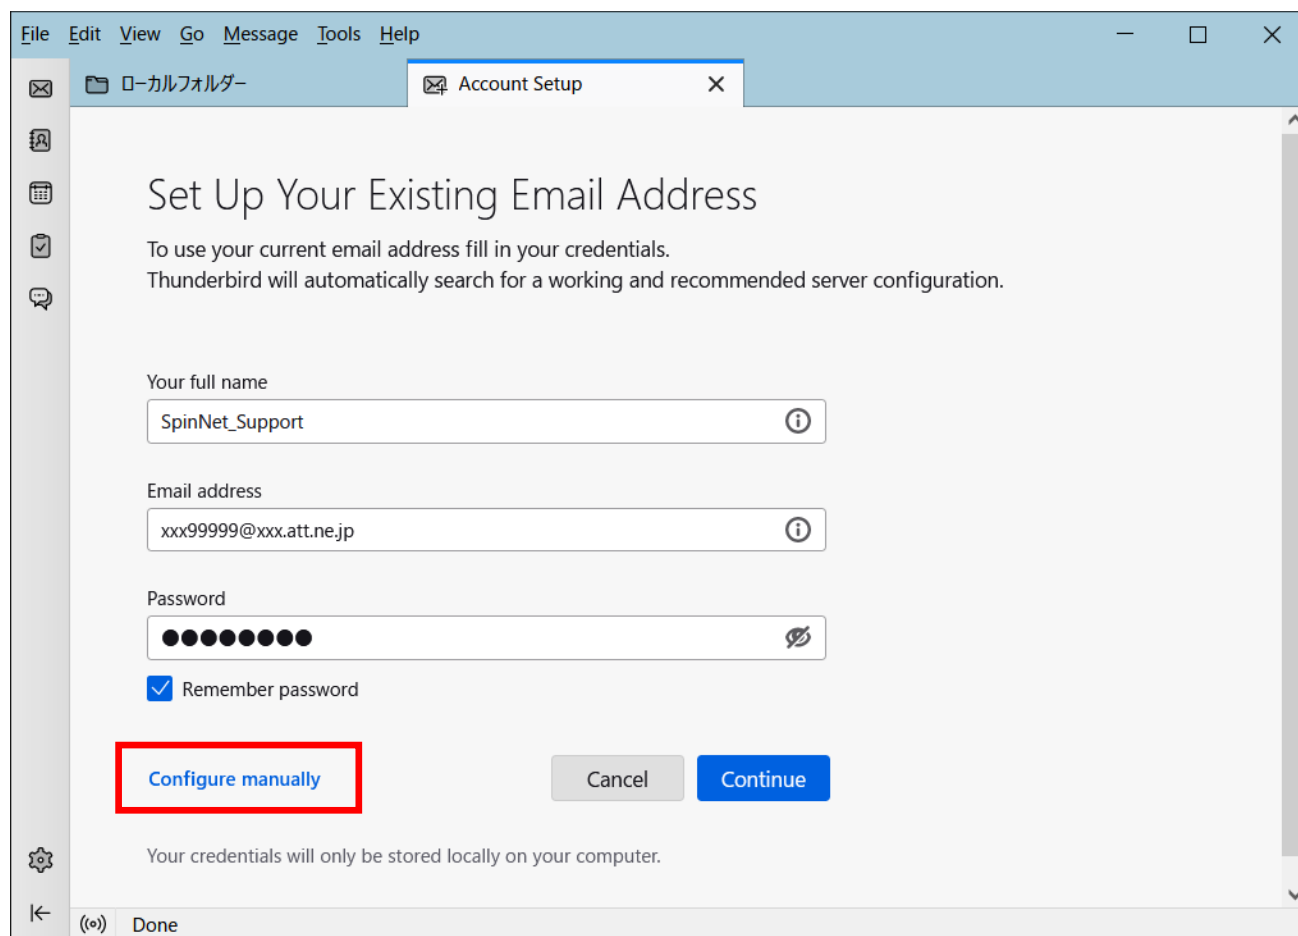 File Edit View Go Message Tools Help
ローカルフォルダー
Account Setup
Set Up Your Existing Email Address
To use your current email address fill in your credentials.
Thunderbird will automatically search for a working and recommended server configuration.
Your full name
SpinNet_Support
Email address
xxx99999@xxx.att.ne.jp
Password
Remember password
Configure manually
Cancel
Continue
Your credentials will only be stored locally on your computer.
Done